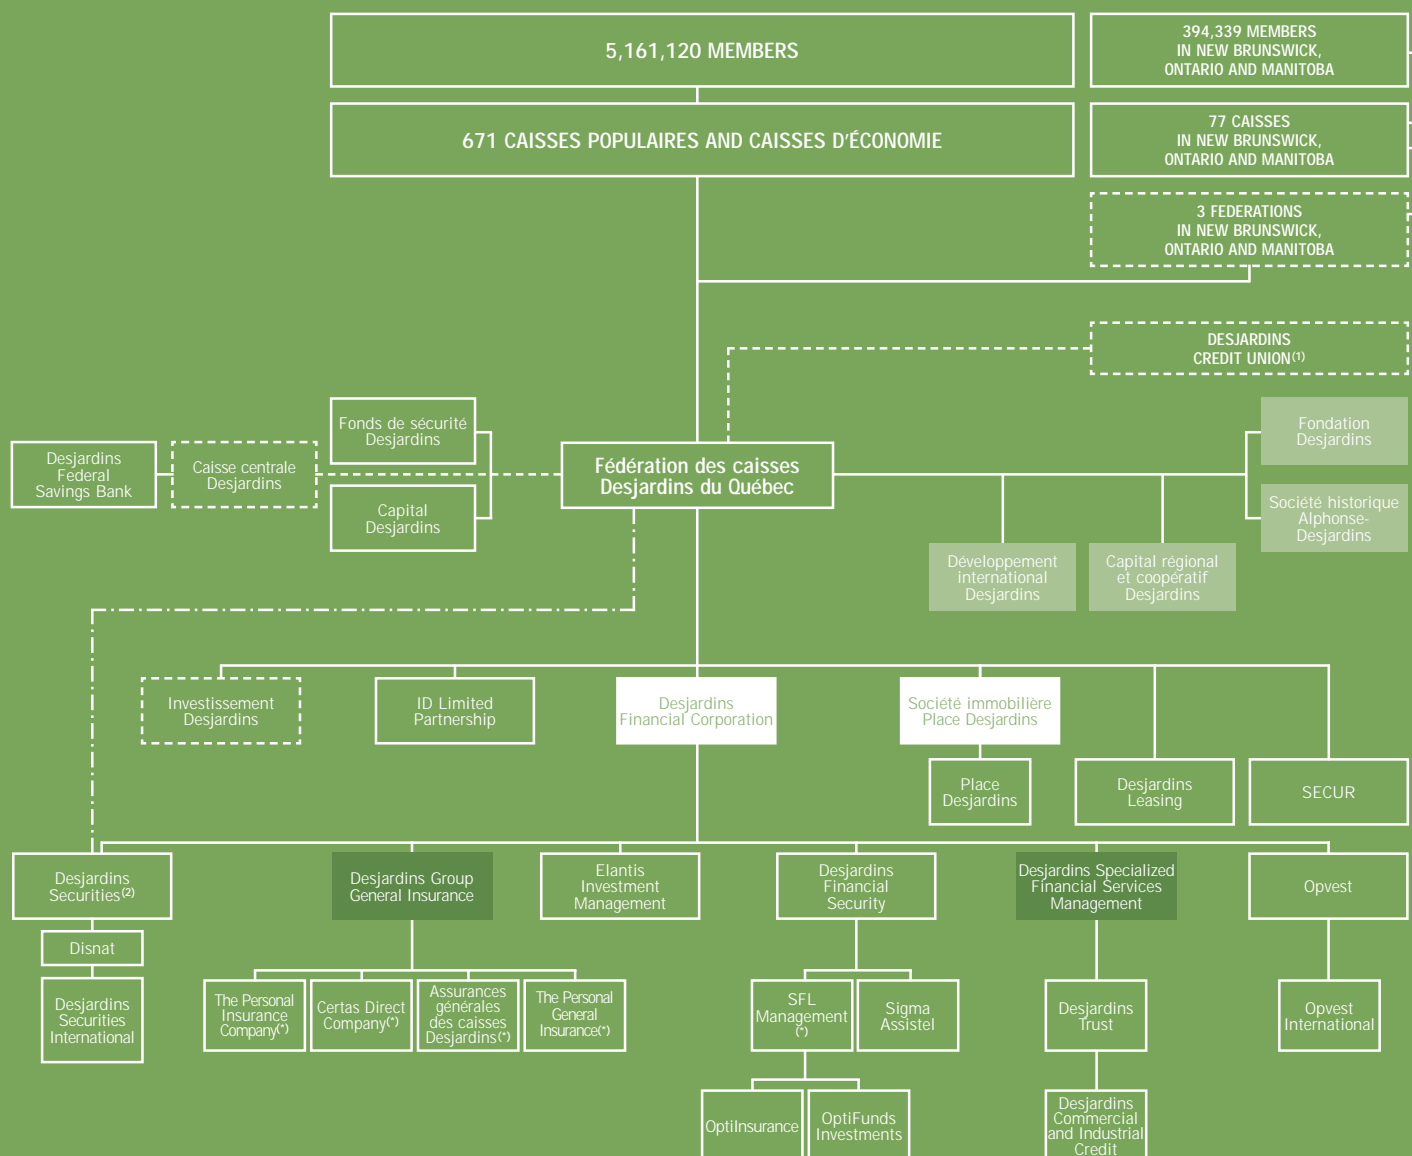 5,161,120 MEMBERS
394,339 MEMBERS
IN NEW BRUNSWICK,
ONTARIO AND MANITOBA
671 CAISSES POPULAIRES AND CAISSES D'ÉCONOMIE
77 CAISSES
IN NEW BRUNSWICK,
ONTARIO AND MANITOBA
3 FEDERATIONS
IN NEW BRUNSWICK,
ONTARIO AND MANITOBA
DESJARDINS
CREDIT UNION(1)
Fonds de sécurité
Desjardins
Desjardins
Federal
Savings Bank
Caisse centrale
Desjardins
Capital
Desjardins
Fédération des caisses
Desjardins du Québec
Fondation
Desjardins
Société historique
Alphonse-
Desjardins
Développement
international
Desjardins
Capital régional
et coopératif
Desjardins
Investissement
Desjardins
ID Limited
Partnership
Desjardins
Financial Corporation
Société immobilière
Place Desjardins
Place
Desjardins
Desjardins
Leasing
SECUR
Desjardins
Securities(2)
Desjardins Group
General Insurance
Elantis
Investment
Management
Desjardins
Financial
Security
Desjardins Specialized
Financial Services
Management
Opvest
Disnat
Desjardins
Securities
International
The Personal
Insurance
Company(*)
Certas Direct
Company(*)
Assurances
générales
des caisses
Desjardins(*)
The Personal
General
Insurance(*)
SFL
Management
(*)
Sigma
Assistel
Desjardins
Trust
Opvest
International
OptiInsurance
OptiFunds
Investments
Desjardins
Commercial
and Industrial
Credit